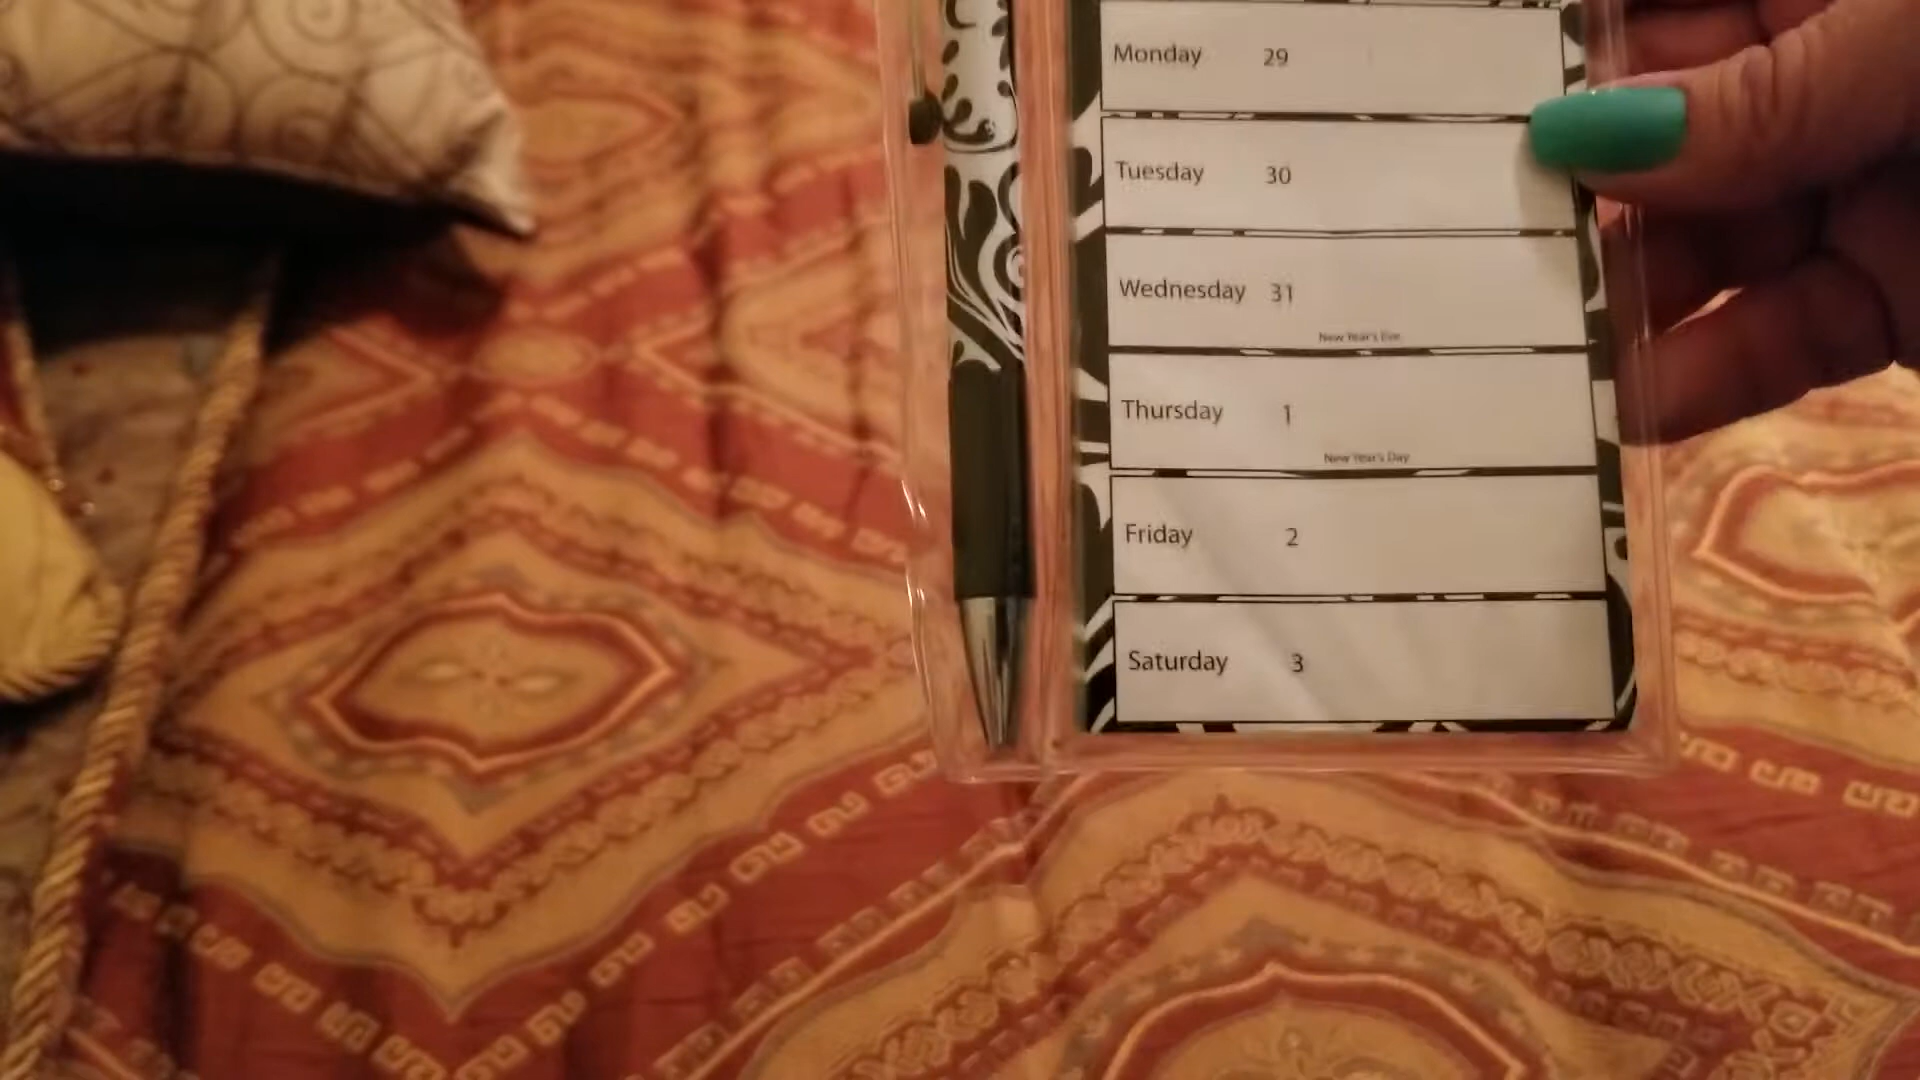 Monday 29
Tuesday 30
Wednesday 31
New Year's Eve
Thursday 1
New Year's Day
Friday 2
Saturday 3